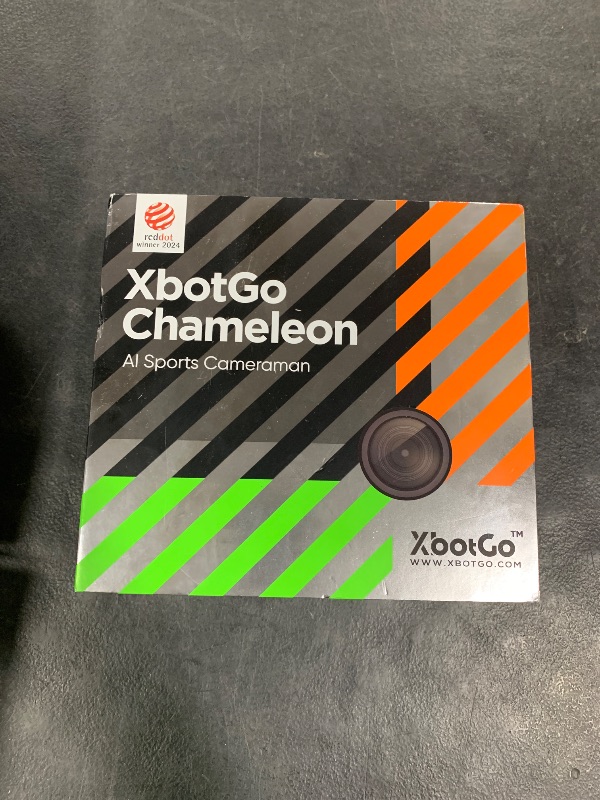 reddot
winner 2024
XbotGo
Chameleon
AI Sports Cameraman
XbotGo™
WWW.XBOTGO.COM